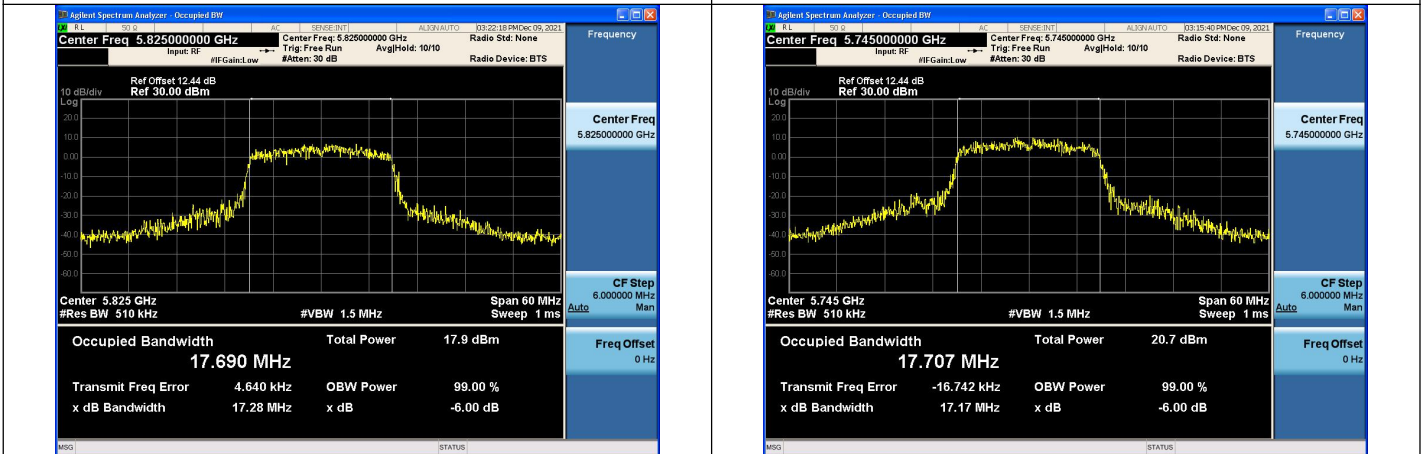 Agilent Spectrum Analyzer - Occupied BW
RL 50 Ω AC SENSE:INT ALIGNAUTO 03:22:18 PM Dec 09, 2021
Center Freq 5.825000000 GHz
Center Freq: 5.825000000 GHz
Radio Std: None
Input: RF
Trig: Free Run
Avg|Hold: 10/10
#IFGain:Low
#Atten: 30 dB
Radio Device: BTS
Ref Offset 12.44 dB
10 dB/div Ref 30.00 dBm
Log
20.0
10.0
0.00
-10.0
-20.0
-30.0
-40.0
-50.0
-60.0
Center 5.825 GHz Span 60 MHz
#Res BW 510 kHz #VBW 1.5 MHz Sweep 1 ms
Occupied Bandwidth Total Power 17.9 dBm
17.690 MHz
Transmit Freq Error 4.640 kHz OBW Power 99.00 %
x dB Bandwidth 17.28 MHz x dB -6.00 dB
MSG STATUS
Frequency
Center Freq
5.825000000 GHz
CF Step
6.000000 MHz
Auto Man
Freq Offset
0 Hz
Agilent Spectrum Analyzer - Occupied BW
RL 50 Ω AC SENSE:INT ALIGNAUTO 03:15:40 PM Dec 09, 2021
Center Freq 5.745000000 GHz
Center Freq: 5.745000000 GHz
Radio Std: None
Input: RF
Trig: Free Run
Avg|Hold: 10/10
#IFGain:Low
#Atten: 30 dB
Radio Device: BTS
Ref Offset 12.44 dB
10 dB/div Ref 30.00 dBm
Log
20.0
10.0
0.00
-10.0
-20.0
-30.0
-40.0
-50.0
-60.0
Center 5.745 GHz Span 60 MHz
#Res BW 510 kHz #VBW 1.5 MHz Sweep 1 ms
Occupied Bandwidth Total Power 20.7 dBm
17.707 MHz
Transmit Freq Error -16.742 kHz OBW Power 99.00 %
x dB Bandwidth 17.17 MHz x dB -6.00 dB
MSG STATUS
Frequency
Center Freq
5.745000000 GHz
CF Step
6.000000 MHz
Auto Man
Freq Offset
0 Hz